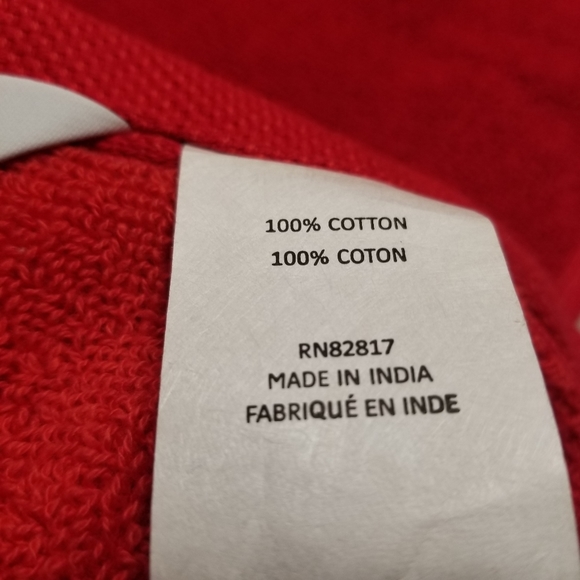 100% COTTON
100% COTON
RN82817
MADE IN INDIA
FABRIQUÉ EN INDE